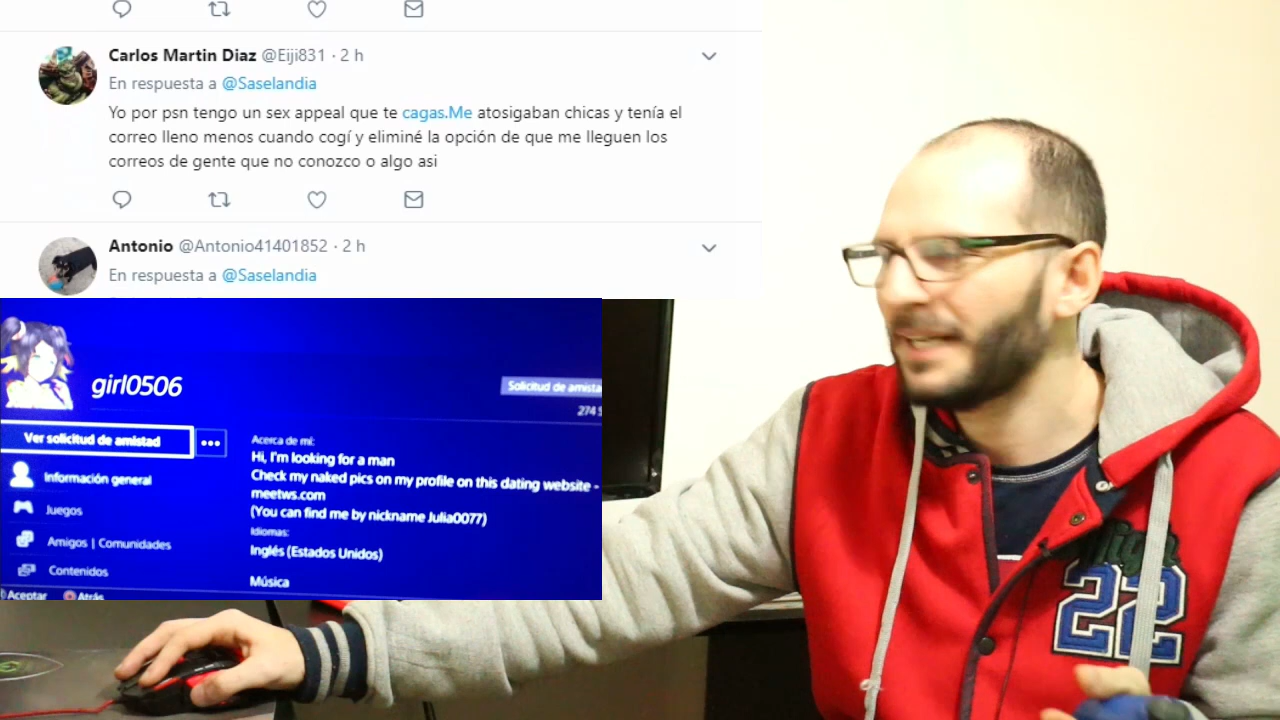 Carlos Martin Diaz @Eiji831 · 2 h
En respuesta a @Saselandia
Yo por psn tengo un sex appeal que te cagas.Me atosigaban chicas y tenía el
correo lleno menos cuando cogí y eliminé la opción de que me lleguen los
correos de gente que no conozco o algo asi
Antonio @Antonio41401852 · 2 h
En respuesta a @Saselandia
girl0506
Solicitud de amista
274
Ver solicitud de amistad
Información general
Juegos
Amigos | Comunidades
Contenidos
Aceptar Atrás
Acerca de mí:
Hi, I'm looking for a man
Check my naked pics on my profile on this dating website -
meetws.com
(You can find me by nickname Julia0077)
Idiomas:
Inglés (Estados Unidos)
Música
22